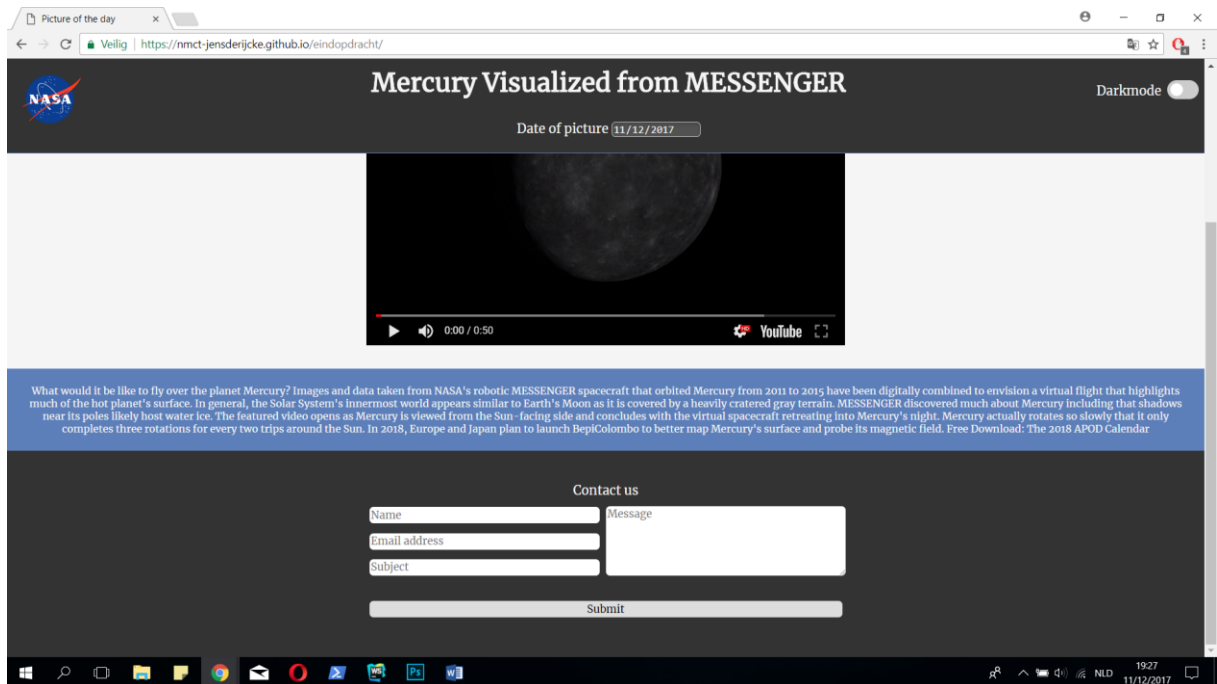 Picture of the day
Veilig https://nmct-jensderijcke.github.io/eindopdracht/
NASA
Mercury Visualized from MESSENGER
Darkmode
Date of picture 11/12/2017
0:00 / 0:50
HD
YouTube
What would it be like to fly over the planet Mercury? Images and data taken from NASA's robotic MESSENGER spacecraft that orbited Mercury from 2011 to 2015 have been digitally combined to envision a virtual flight that highlights
much of the hot planet's surface. In general, the Solar System's innermost world appears similar to Earth's Moon as it is covered by a heavily cratered gray terrain. MESSENGER discovered much about Mercury including that shadows
near its poles likely host water ice. The featured video opens as Mercury is viewed from the Sun-facing side and concludes with the virtual spacecraft retreating into Mercury's night. Mercury actually rotates so slowly that it only
completes three rotations for every two trips around the Sun. In 2018, Europe and Japan plan to launch BepiColombo to better map Mercury's surface and probe its magnetic field. Free Download: The 2018 APOD Calendar
Contact us
Name
Message
Email address
Subject
Submit
WS
Ps
NLD
19:27
11/12/2017